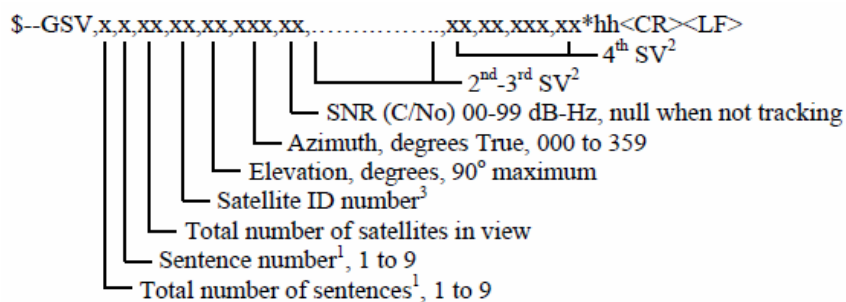 $--GSV,x,x,xx,xx,xx,xxx,xx,................,xx,xx,xxx,xx*hh<CR><LF>
4th SV2
2nd-3rd SV2
SNR (C/No) 00-99 dB-Hz, null when not tracking
Azimuth, degrees True, 000 to 359
Elevation, degrees, 90° maximum
Satellite ID number3
Total number of satellites in view
Sentence number1, 1 to 9
Total number of sentences1, 1 to 9